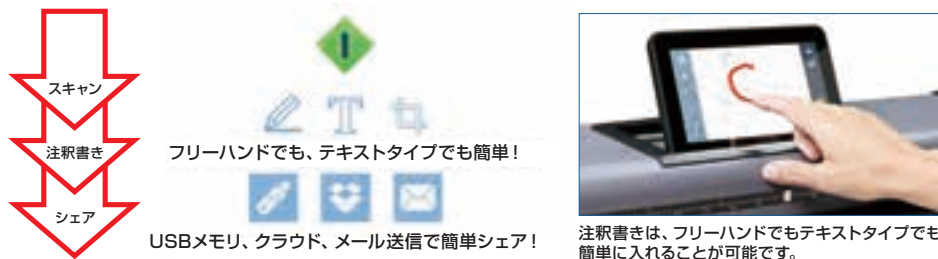 スキャン
注釈書き
シェア
フリーハンドでも、テキストタイプでも簡単!
USBメモリ、クラウド、メール送信で簡単シェア!
注釈書きは、フリーハンドでもテキストタイプでも
簡単に入れることが可能です。